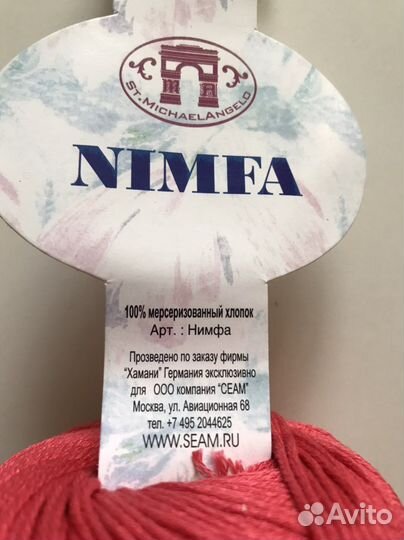 M A
ST.MICHAELANGELO
NIMFA
100% мерсеризованный хлопок
Арт. : Нимфа
Прозведено по заказу фирмы
"Хамани" Германия эксклюзивно
для ООО компания "СЕАМ"
Москва, ул. Авиационная 68
тел. +7 495 2044625
WWW.SEAM.RU
Avito